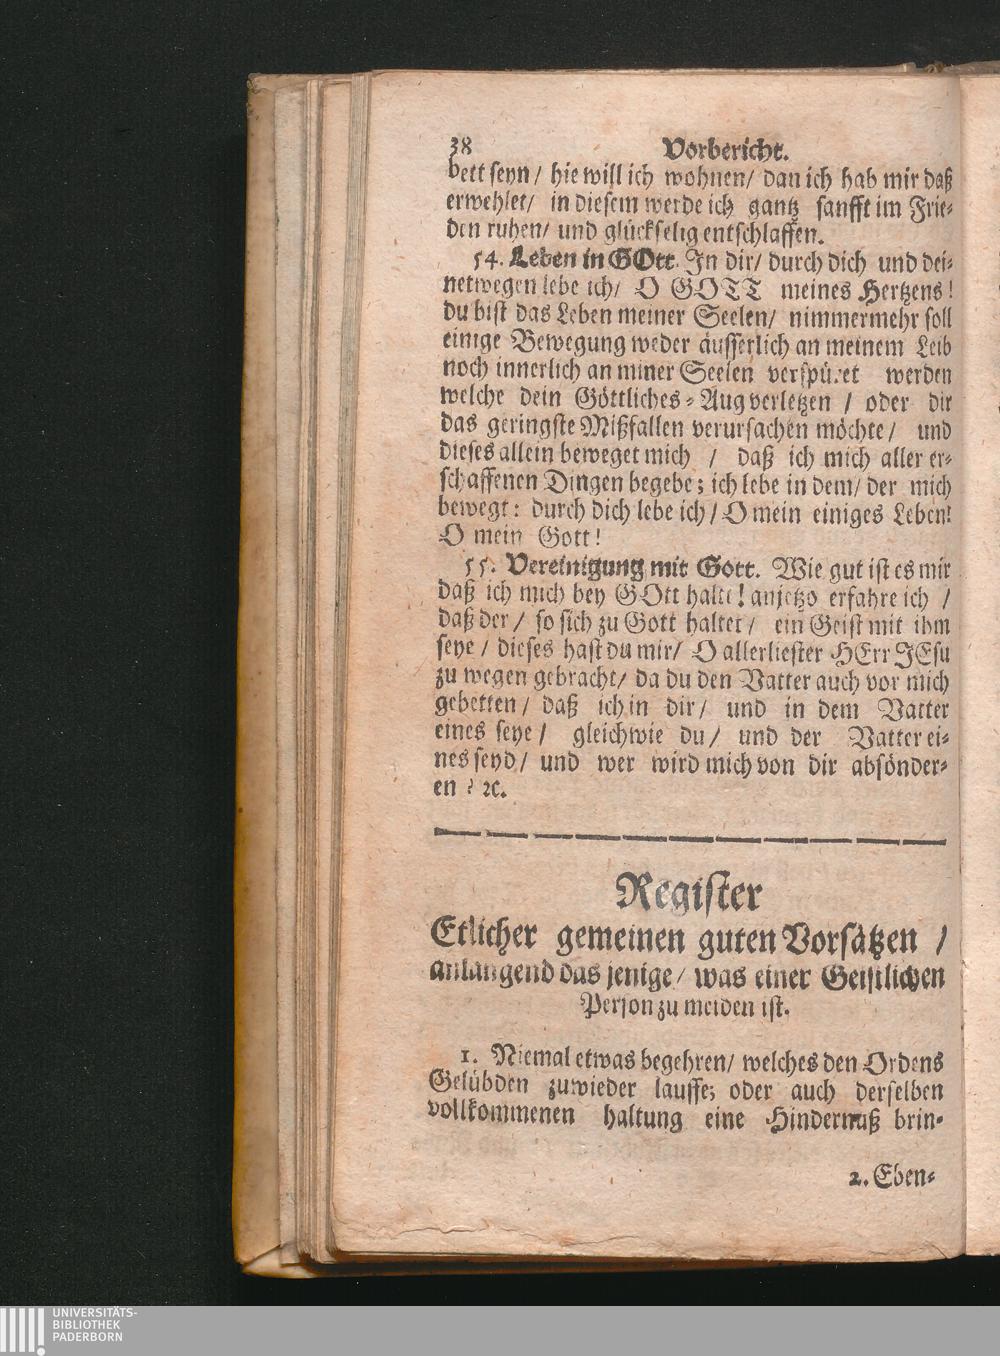 38 Vorbericht.
bett seyn / hie will ich wohnen / dan ich hab mir daß
erwehlet / in diesem werde ich gantz sanfft im Frie-
den ruhen / und glückselig entschlaffen.
54. Leben in GOtt. In dir / durch dich und dei-
netwegen lebe ich / O GOTT meines Hertzens!
du bist das Leben meiner Seelen / nimmermehr soll
einige Bewegung weder äusserlich an meinem Leib
noch innerlich an miner Seelen verspüret werden
welche dein Göttliches-Aug verletzen / oder dir
das geringste Mißfallen verursachen möchte / und
dieses allein beweget mich / daß ich mich aller er-
schaffenen Dingen begebe; ich lebe in dem / der mich
bewegt: durch dich lebe ich / O mein einiges Leben!
O mein Gott!
55. Vereinigung mit Gott. Wie gut ist es mir
daß ich mich bey GOtt halte! anjetzo erfahre ich /
daß der / so sich zu Gott haltet / ein Geist mit ihm
seye / dieses hast du mir / O allerliester HErr JEsu
zu wegen gebracht / da du den Vatter auch vor mich
gebetten / daß ich in dir / und in dem Vatter
eines seye / gleichwie du / und der Vatter ei-
nes seyd / und wer wird mich von dir absönder-
en? ꝛc.
Register
Etlicher gemeinen guten Vorsätzen /
anlangend das jenige / was einer Geistlichen
Person zu meiden ist.
1. Niemal etwas begehren / welches den Ordens
Gelübden zuwieder lauffe; oder auch derselben
vollkommenen haltung eine Hindernuß brin-
2. Eben-
UNIVERSITÄTS-
BIBLIOTHEK
PADERBORN